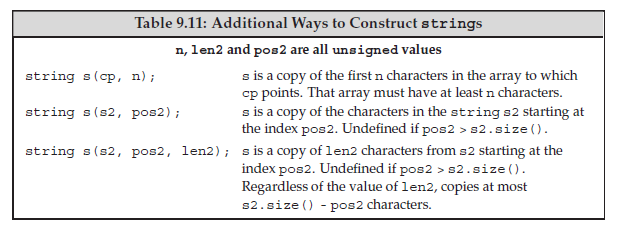 Table 9.11: Additional Ways to Construct strings
n, len2 and pos2 are all unsigned values
string s(cp, n); s is a copy of the first n characters in the array to which
cp points. That array must have at least n characters.
string s(s2, pos2); s is a copy of the characters in the string s2 starting at
the index pos2. Undefined if pos2 > s2.size().
string s(s2, pos2, len2); s is a copy of len2 characters from s2 starting at the
index pos2. Undefined if pos2 > s2.size().
Regardless of the value of len2, copies at most
s2.size() - pos2 characters.